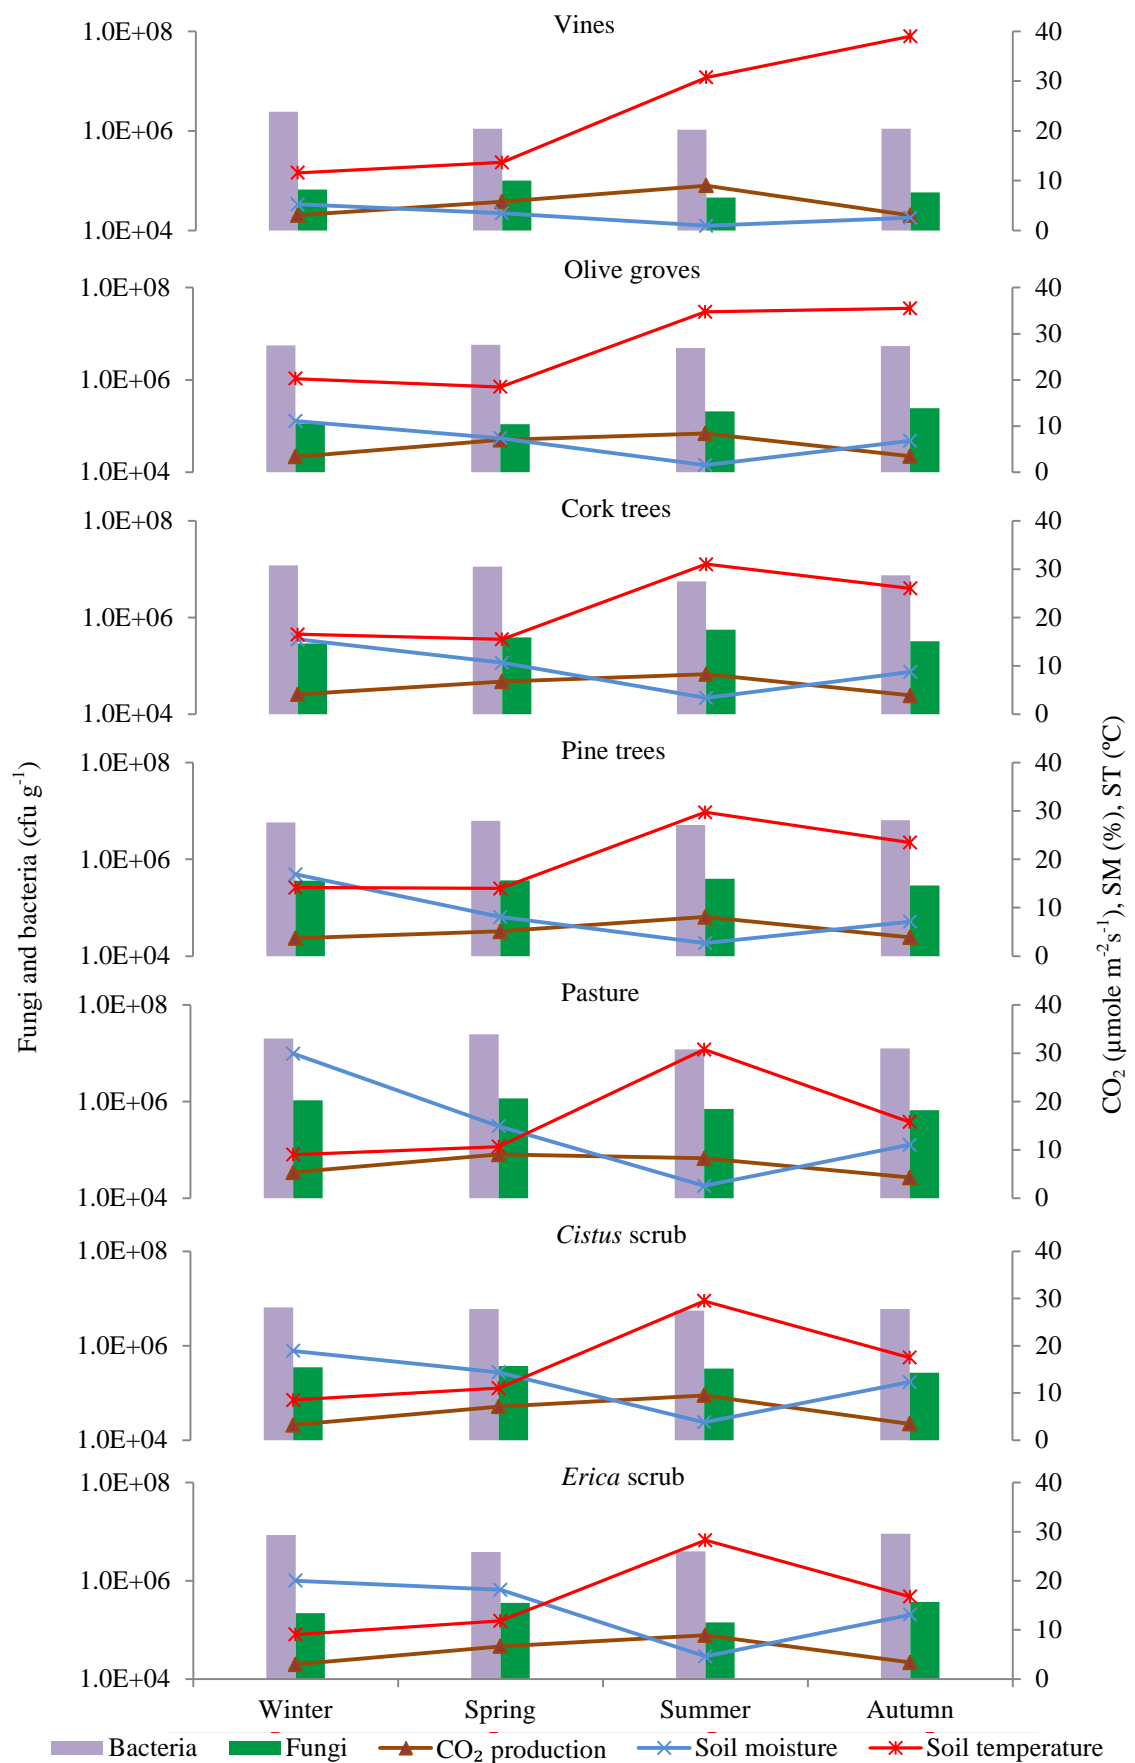 Vines
1.0E+08
1.0E+06
1.0E+04
40
30
20
10
0
Olive groves
1.0E+08
1.0E+06
1.0E+04
40
30
20
10
0
Cork trees
1.0E+08
1.0E+06
1.0E+04
40
30
20
10
0
Pine trees
1.0E+08
1.0E+06
1.0E+04
40
30
20
10
0
Pasture
1.0E+08
1.0E+06
1.0E+04
40
30
20
10
0
Cistus scrub
1.0E+08
1.0E+06
1.0E+04
40
30
20
10
0
Erica scrub
1.0E+08
1.0E+06
1.0E+04
40
30
20
10
0
Fungi and bacteria (cfu g⁻¹)
CO₂ (µmole m⁻²s⁻¹), SM (%), ST (ºC)
Winter Spring Summer Autumn
Bacteria Fungi CO₂ production Soil moisture Soil temperature